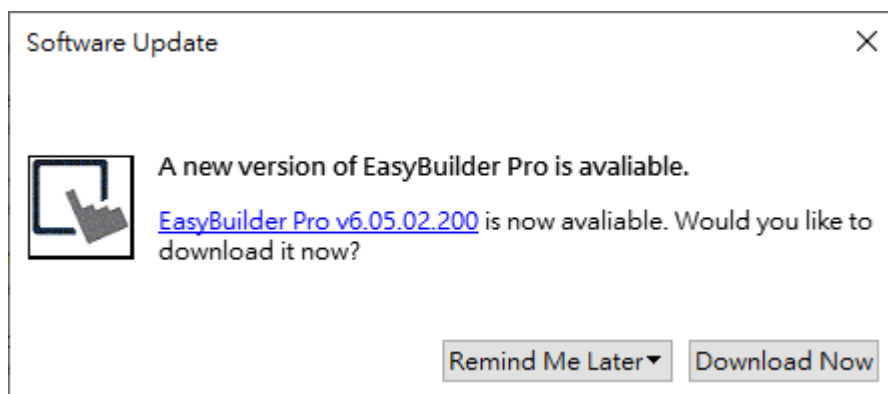 Software Update
A new version of EasyBuilder Pro is avaliable.
EasyBuilder Pro v6.05.02.200 is now avaliable. Would you like to
download it now?
Remind Me Later
Download Now